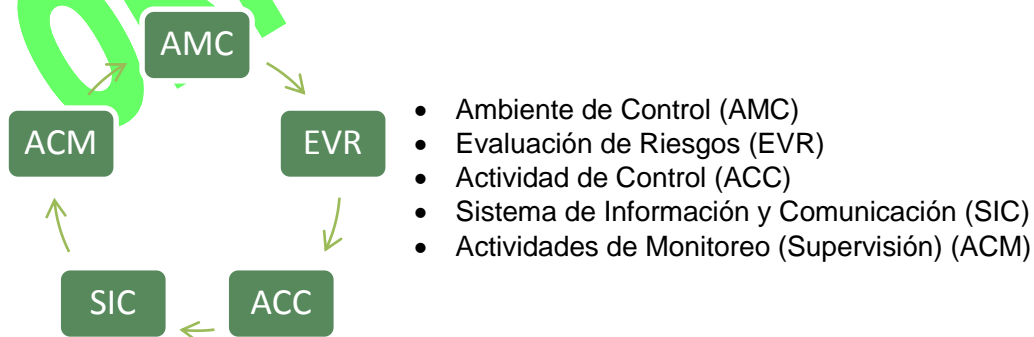 AMC
ACM
EVR
SIC
ACC
• Ambiente de Control (AMC)
• Evaluación de Riesgos (EVR)
• Actividad de Control (ACC)
• Sistema de Información y Comunicación (SIC)
• Actividades de Monitoreo (Supervisión) (ACM)